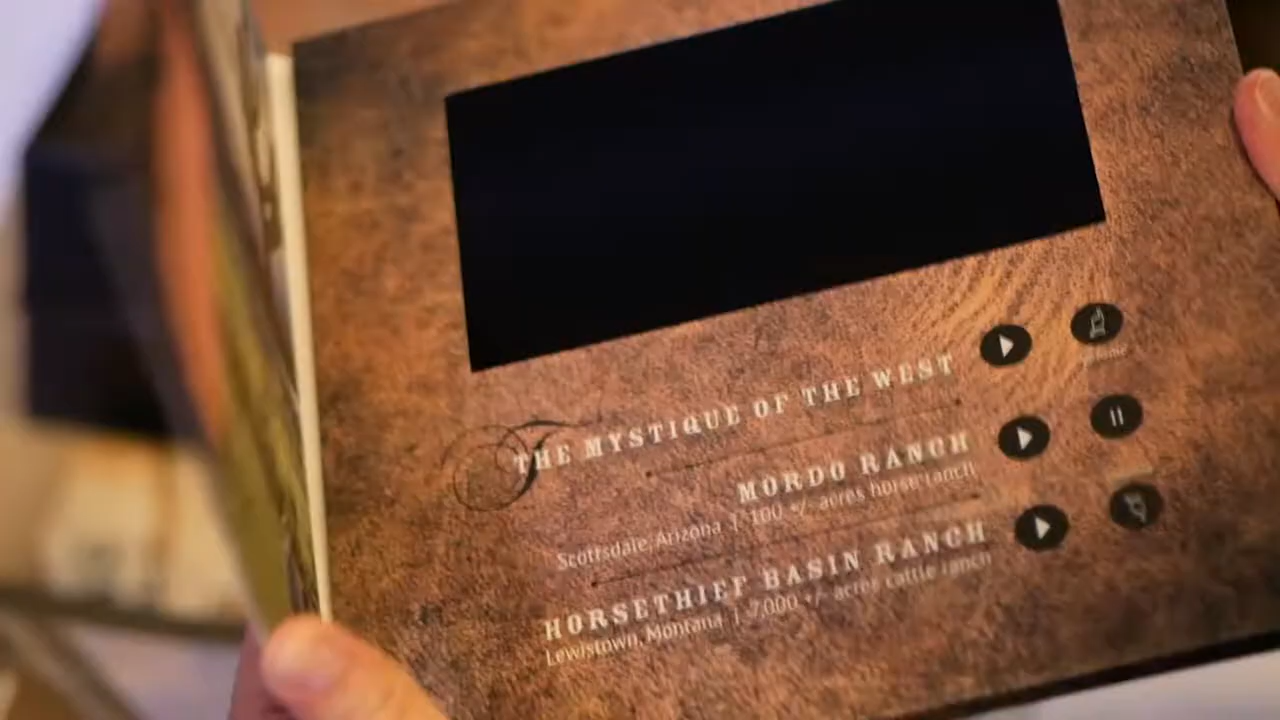 THE MYSTIQUE OF THE WEST
MORDO RANCH
Scottsdale, Arizona | 100 +/- acres horse ranch
HORSETHIEF BASIN RANCH
Lewistown, Montana | 7,000 +/- acres cattle ranch